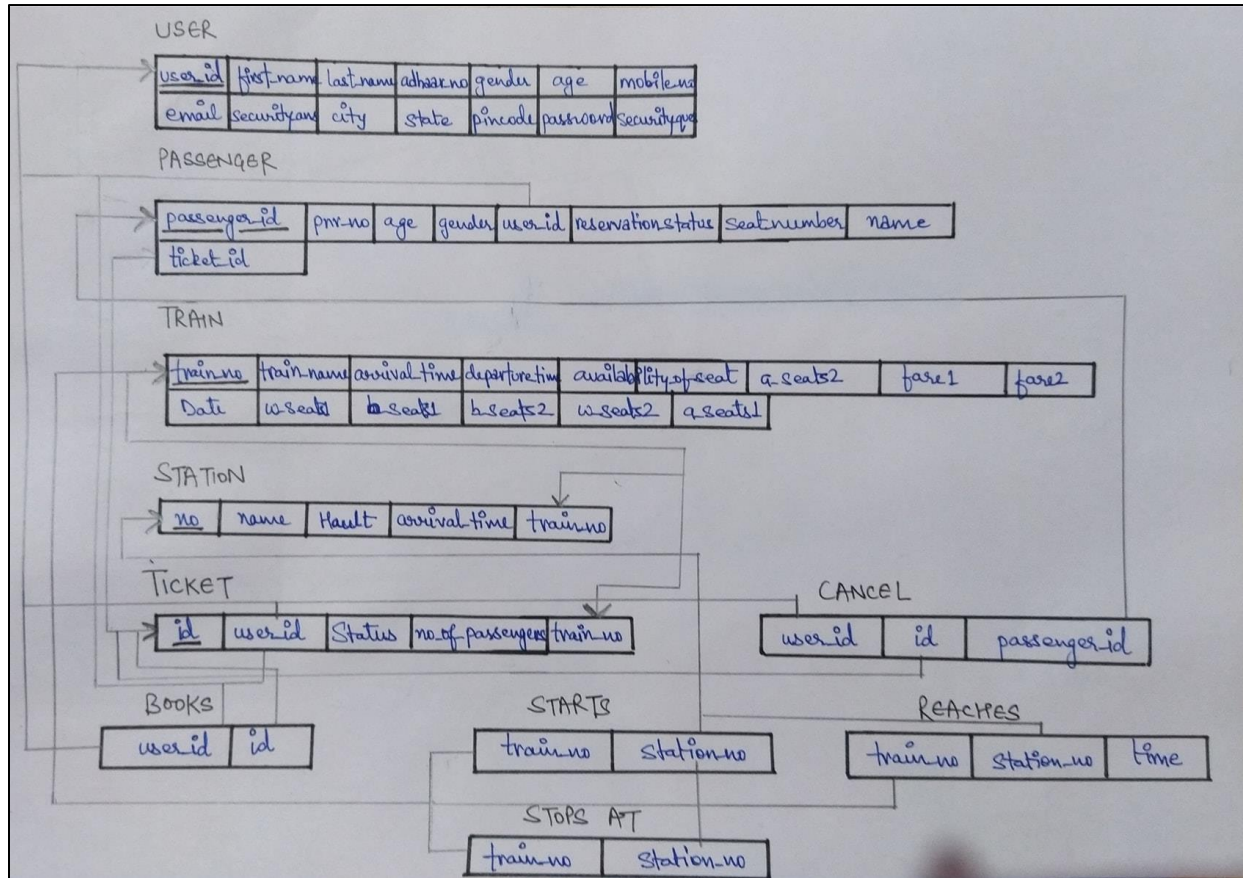 USER
user_id first_name last_name adhaar_no gender age mobile_no
email securityans city state pincode password securityque
PASSENGER
passenger_id pnr_no age gender user_id reservationstatus seatnumber name
ticket_id
TRAIN
train_no train_name arrival_time departuretim availability_of_seat a_seats2 fare1 fare2
Date w_seats1 b_seats1 b_seats2 w_seats2 a_seats1
STATION
no name Hault arrival_time train_no
TICKET
id user_id Status no_of_passengers train_no
CANCEL
user_id id passenger_id
BOOKS
user_id id
STARTS
train_no station_no
REACHES
train_no station_no time
STOPS AT
train_no station_no